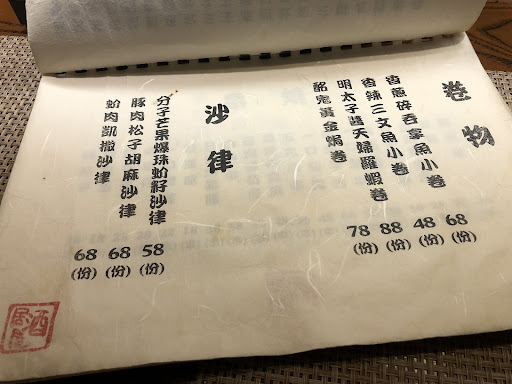 卷物
香蔥碎吞拿魚小卷 68(份)
香辣三文魚小卷 48(份)
明太子醬天婦羅蝦卷 88(份)
黃金焗卷 78(份)
沙律
分子芒果爆珠蚧籽沙律 58(份)
豚肉松子胡麻沙律 68(份)
蚧肉凱撒沙律 68(份)
酒
居